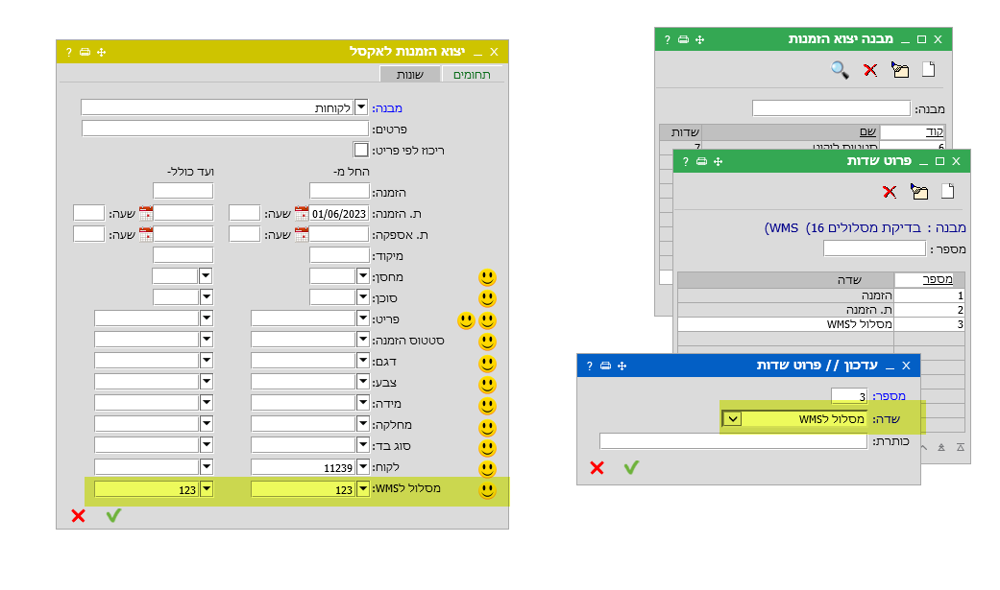 יצוא הזמנות לאקסל
תחומים
שונות
מבנה: לקוחות
פרטים:
ריכוז לפי פריט:
החל מ- ועד כולל-
הזמנה:
ת. הזמנה: 01/06/2023 שעה: שעה:
ת. אספקה: שעה: שעה:
מיקוד:
מחסן:
סוכן:
פריט:
סטטוס הזמנה:
דגם:
צבע:
מידה:
מחלקה:
סוג בד:
לקוח: 11239
מסלול לWMS: 123 123
מבנה יצוא הזמנות
מבנה:
קוד שם שדות
6 סטטוס ליקוט 7
פרוט שדות
מבנה : בדיקת מסלולים WMS (16)
מספר :
מספר שדה
1 הזמנה
2 ת. הזמנה
3 מסלול לWMS
עדכון // פרוט שדות
מספר: 3
שדה: מסלול לWMS
כותרת: